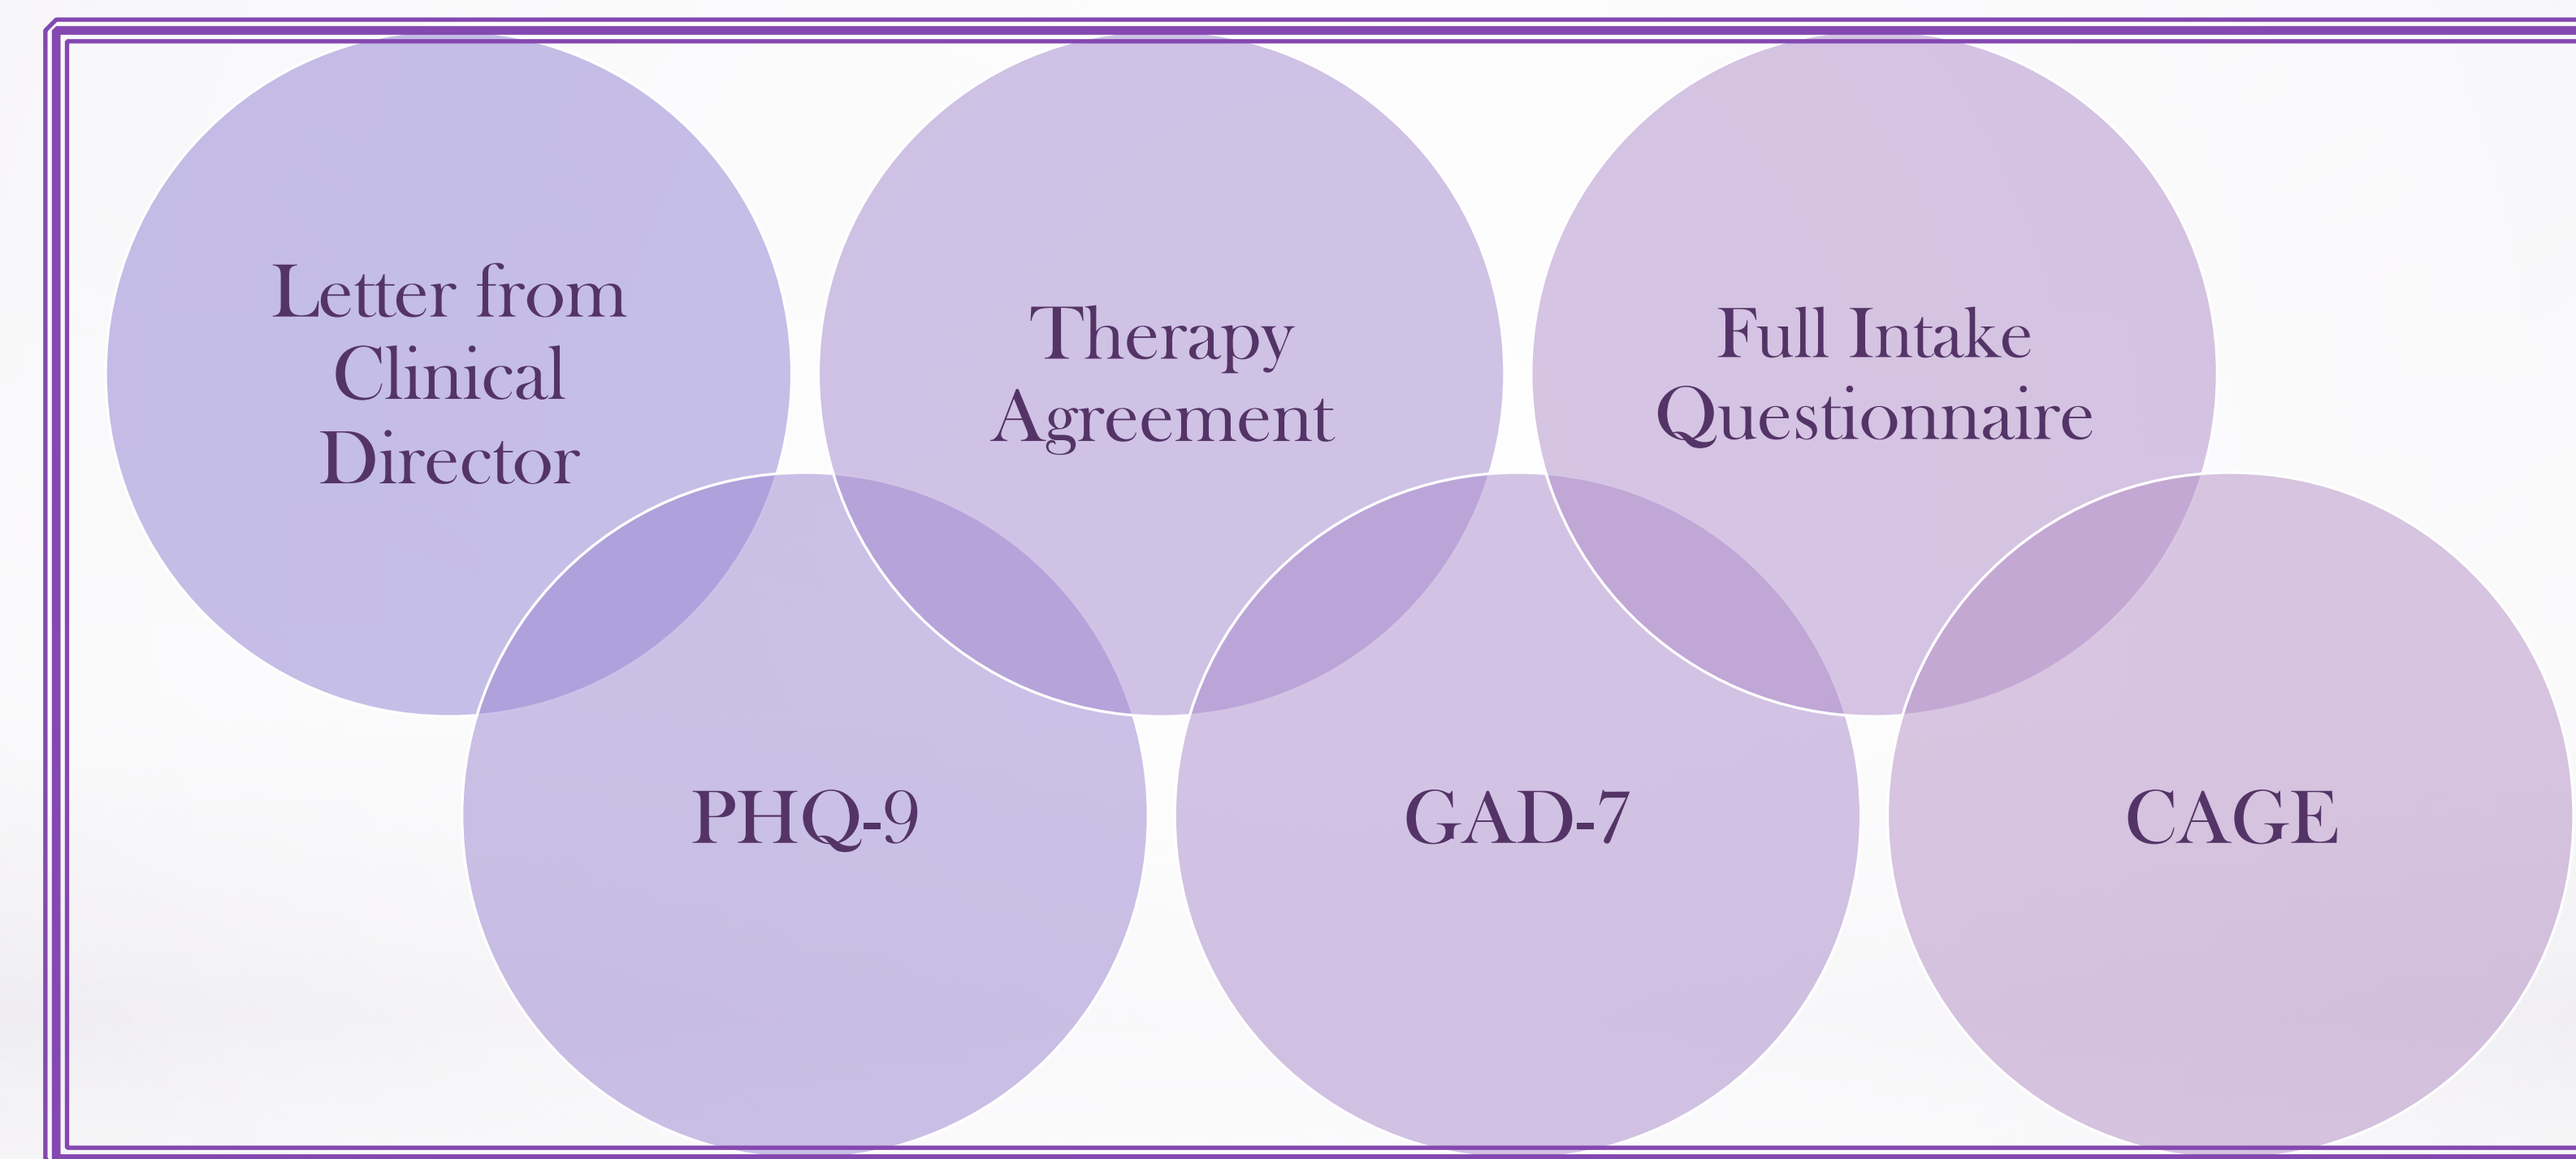 Letter from
Clinical
Director
Therapy
Agreement
Full Intake
Questionnaire
PHQ-9
GAD-7
CAGE